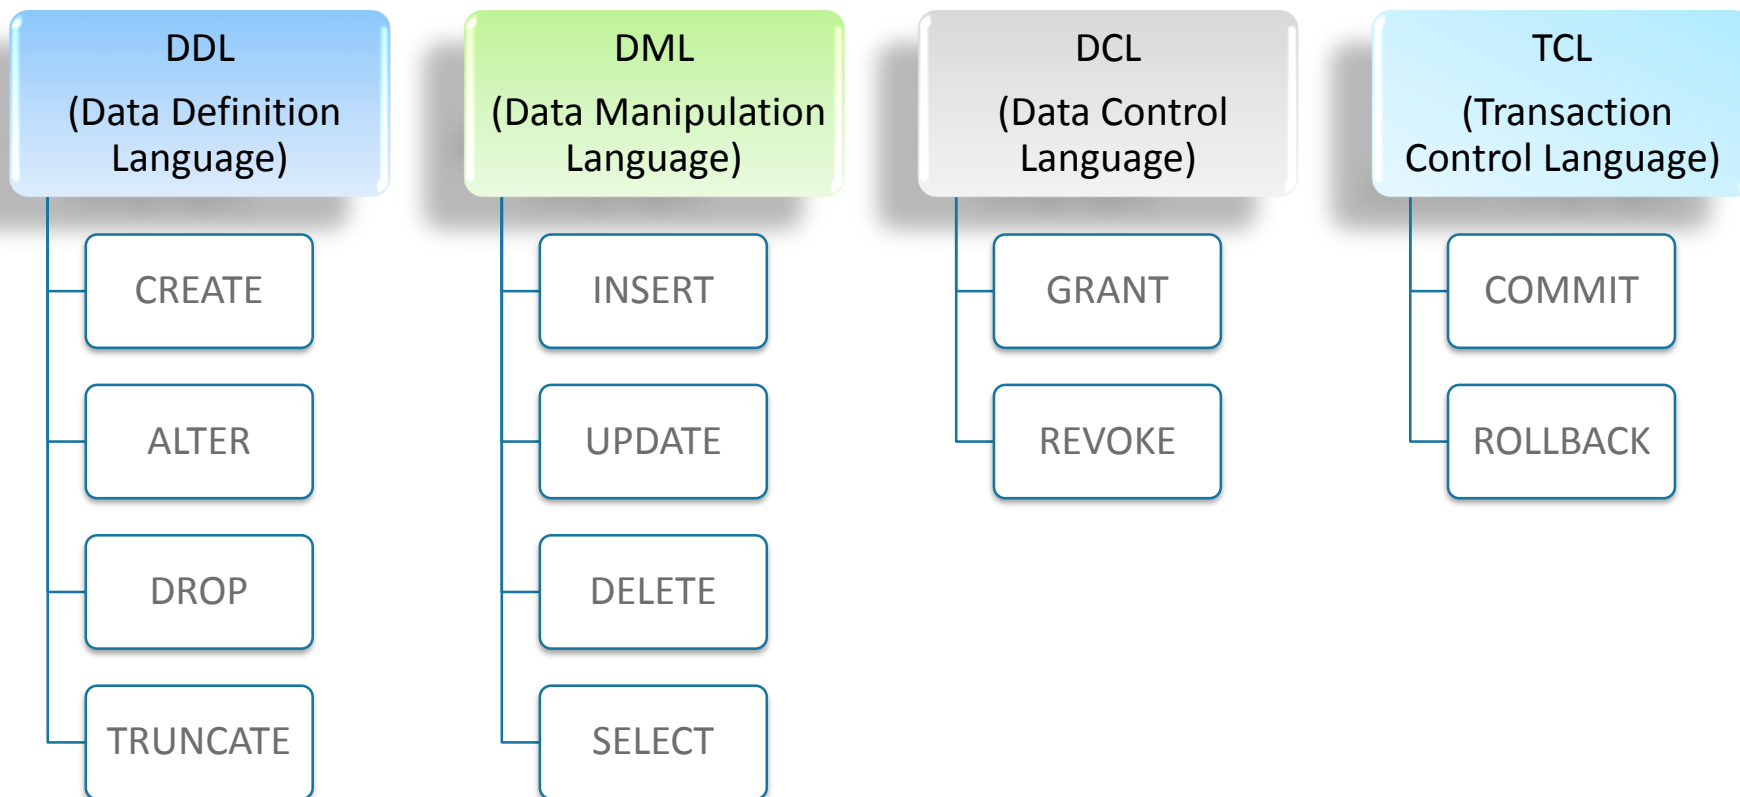 DDL
(Data Definition
Language)
CREATE
ALTER
DROP
TRUNCATE
DML
(Data Manipulation
Language)
INSERT
UPDATE
DELETE
SELECT
DCL
(Data Control
Language)
GRANT
REVOKE
TCL
(Transaction
Control Language)
COMMIT
ROLLBACK